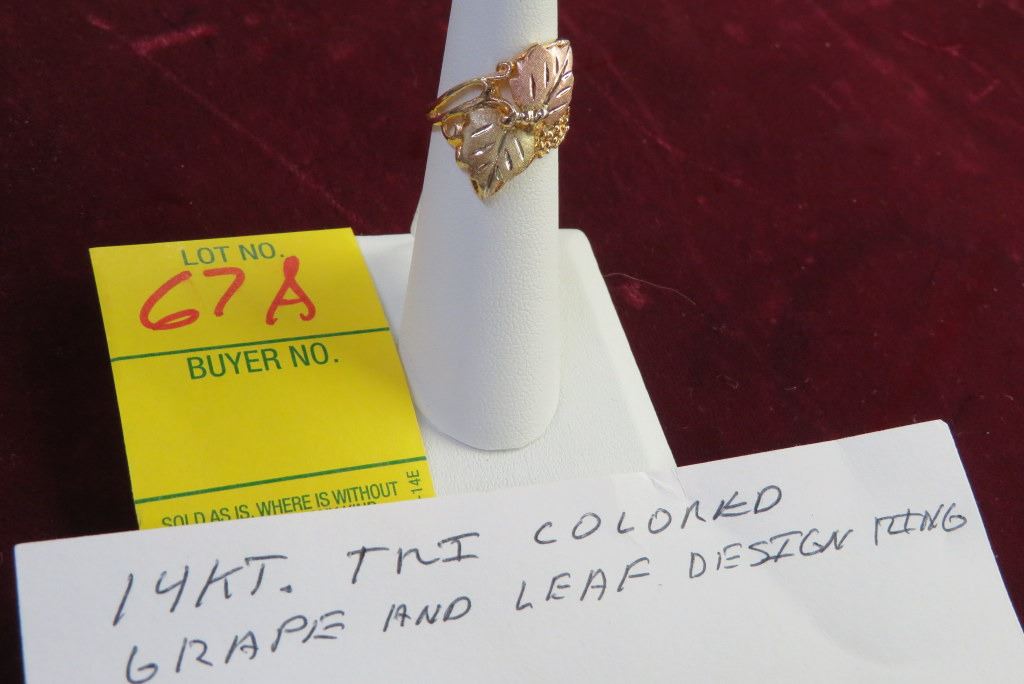 LOT NO.
67A
BUYER NO.
SOLD AS IS, WHERE IS WITHOUT
-14E
14KT. TRI COLORED
GRAPE AND LEAF DESIGN RING